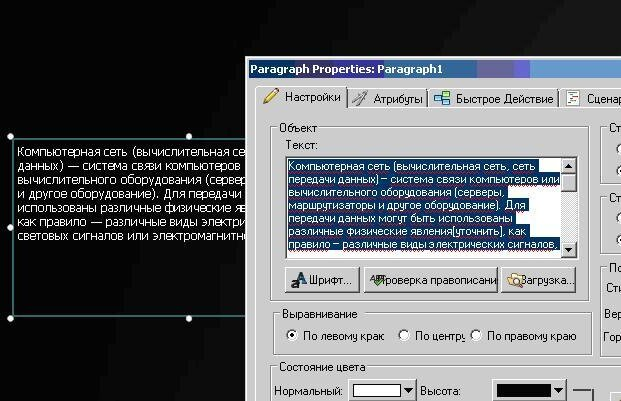 Paragraph Properties: Paragraph1
Настройки
Атрибуты
Быстрое Действие
Сценар
Объект
Текст:
Компьютерная сеть (вычислительная сеть, сеть
передачи данных) – система связи компьютеров или
вычислительного оборудования (серверы,
маршрутизаторы и другое оборудование). Для
передачи данных могут быть использованы
различные физические явления[уточнить], как
правило – различные виды электрических сигналов,
Шрифт...
Проверка правописани
Загрузка...
Выравнивание
По левому краю
По центру
По правому краю
Состояние цвета
Нормальный:
Высота:
Ст
Ст
По
Сти
Вер
Гор
Компьютерная сеть (вычислительная се
данных) — система связи компьютеров
вычислительного оборудования (серве
и другое оборудование). Для передачи
использованы различные физические яв
как правило — различные виды электри
световых сигналов или электромагнитн